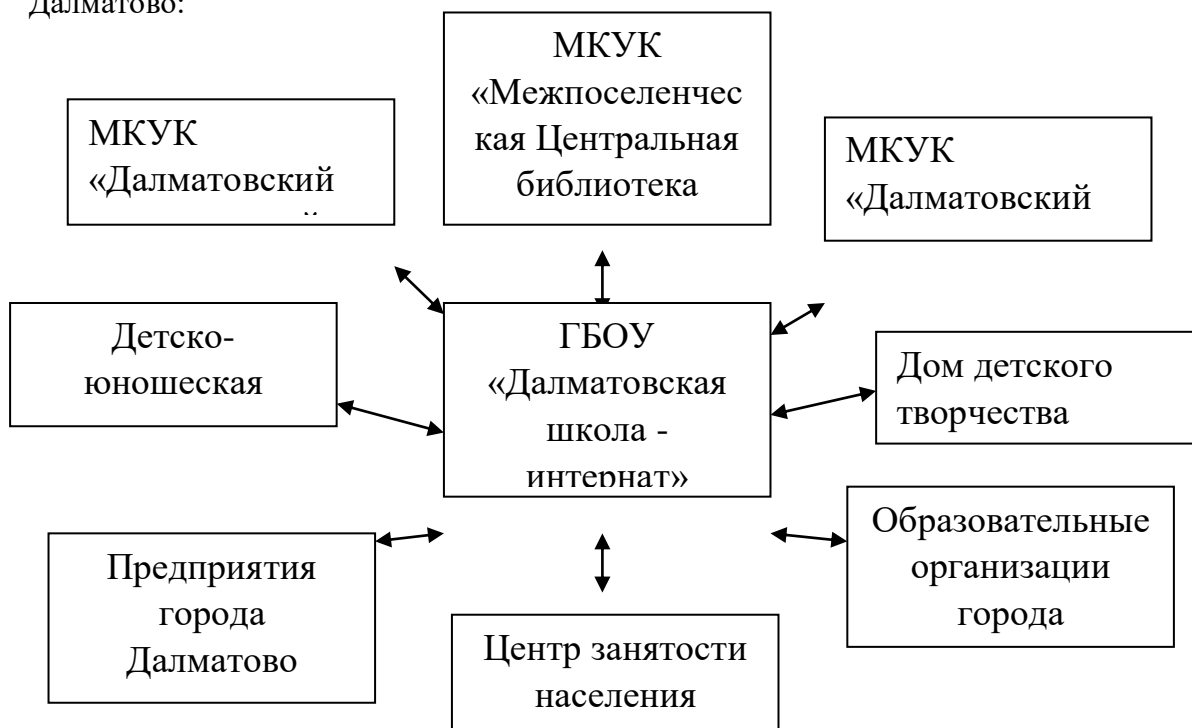 Далматово:
МКУК
«Межпоселенчес
кая Центральная
библиотека
МКУК
«Далматовский
МКУК
«Далматовский
Детско-
юношеская
ГБОУ
«Далматовская
школа -
интернат»
Дом детского
творчества
Предприятия
города
Далматово
Образовательные
организации
города
Центр занятости
населения